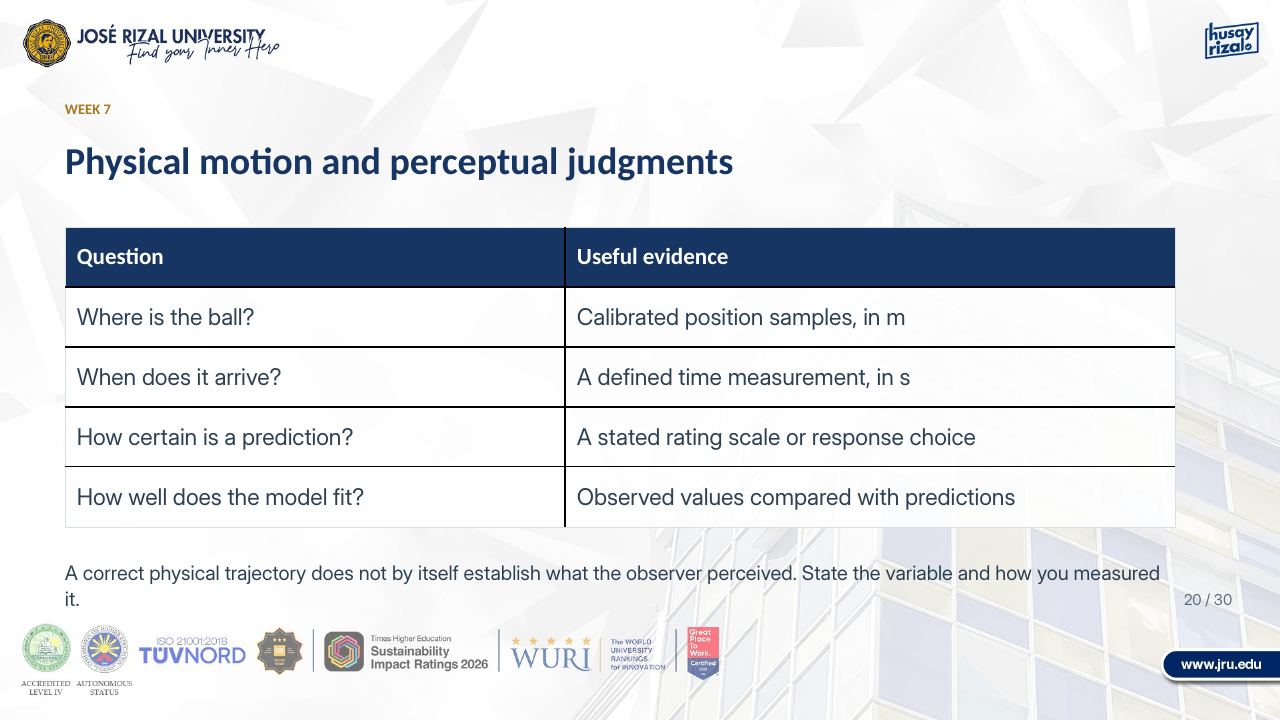 JOSÉ RIZAL UNIVERSITY
Find your Inner Hero
husay
rizal
WEEK 7
Physical motion and perceptual judgments
Question
Useful evidence
Where is the ball?
Calibrated position samples, in m
When does it arrive?
A defined time measurement, in s
How certain is a prediction?
A stated rating scale or response choice
How well does the model fit?
Observed values compared with predictions
A correct physical trajectory does not by itself establish what the observer perceived. State the variable and how you measured
it.
20 / 30
ACCREDITED
LEVEL IV
AUTONOMOUS
STATUS
ISO 21001:2018
TÜVNORD
Times Higher Education
Sustainability
Impact Ratings 2026
WURI
The WORLD
UNIVERSITY
RANKINGS
for INNOVATION
Great
Place
To
Work.
Certified
www.jru.edu